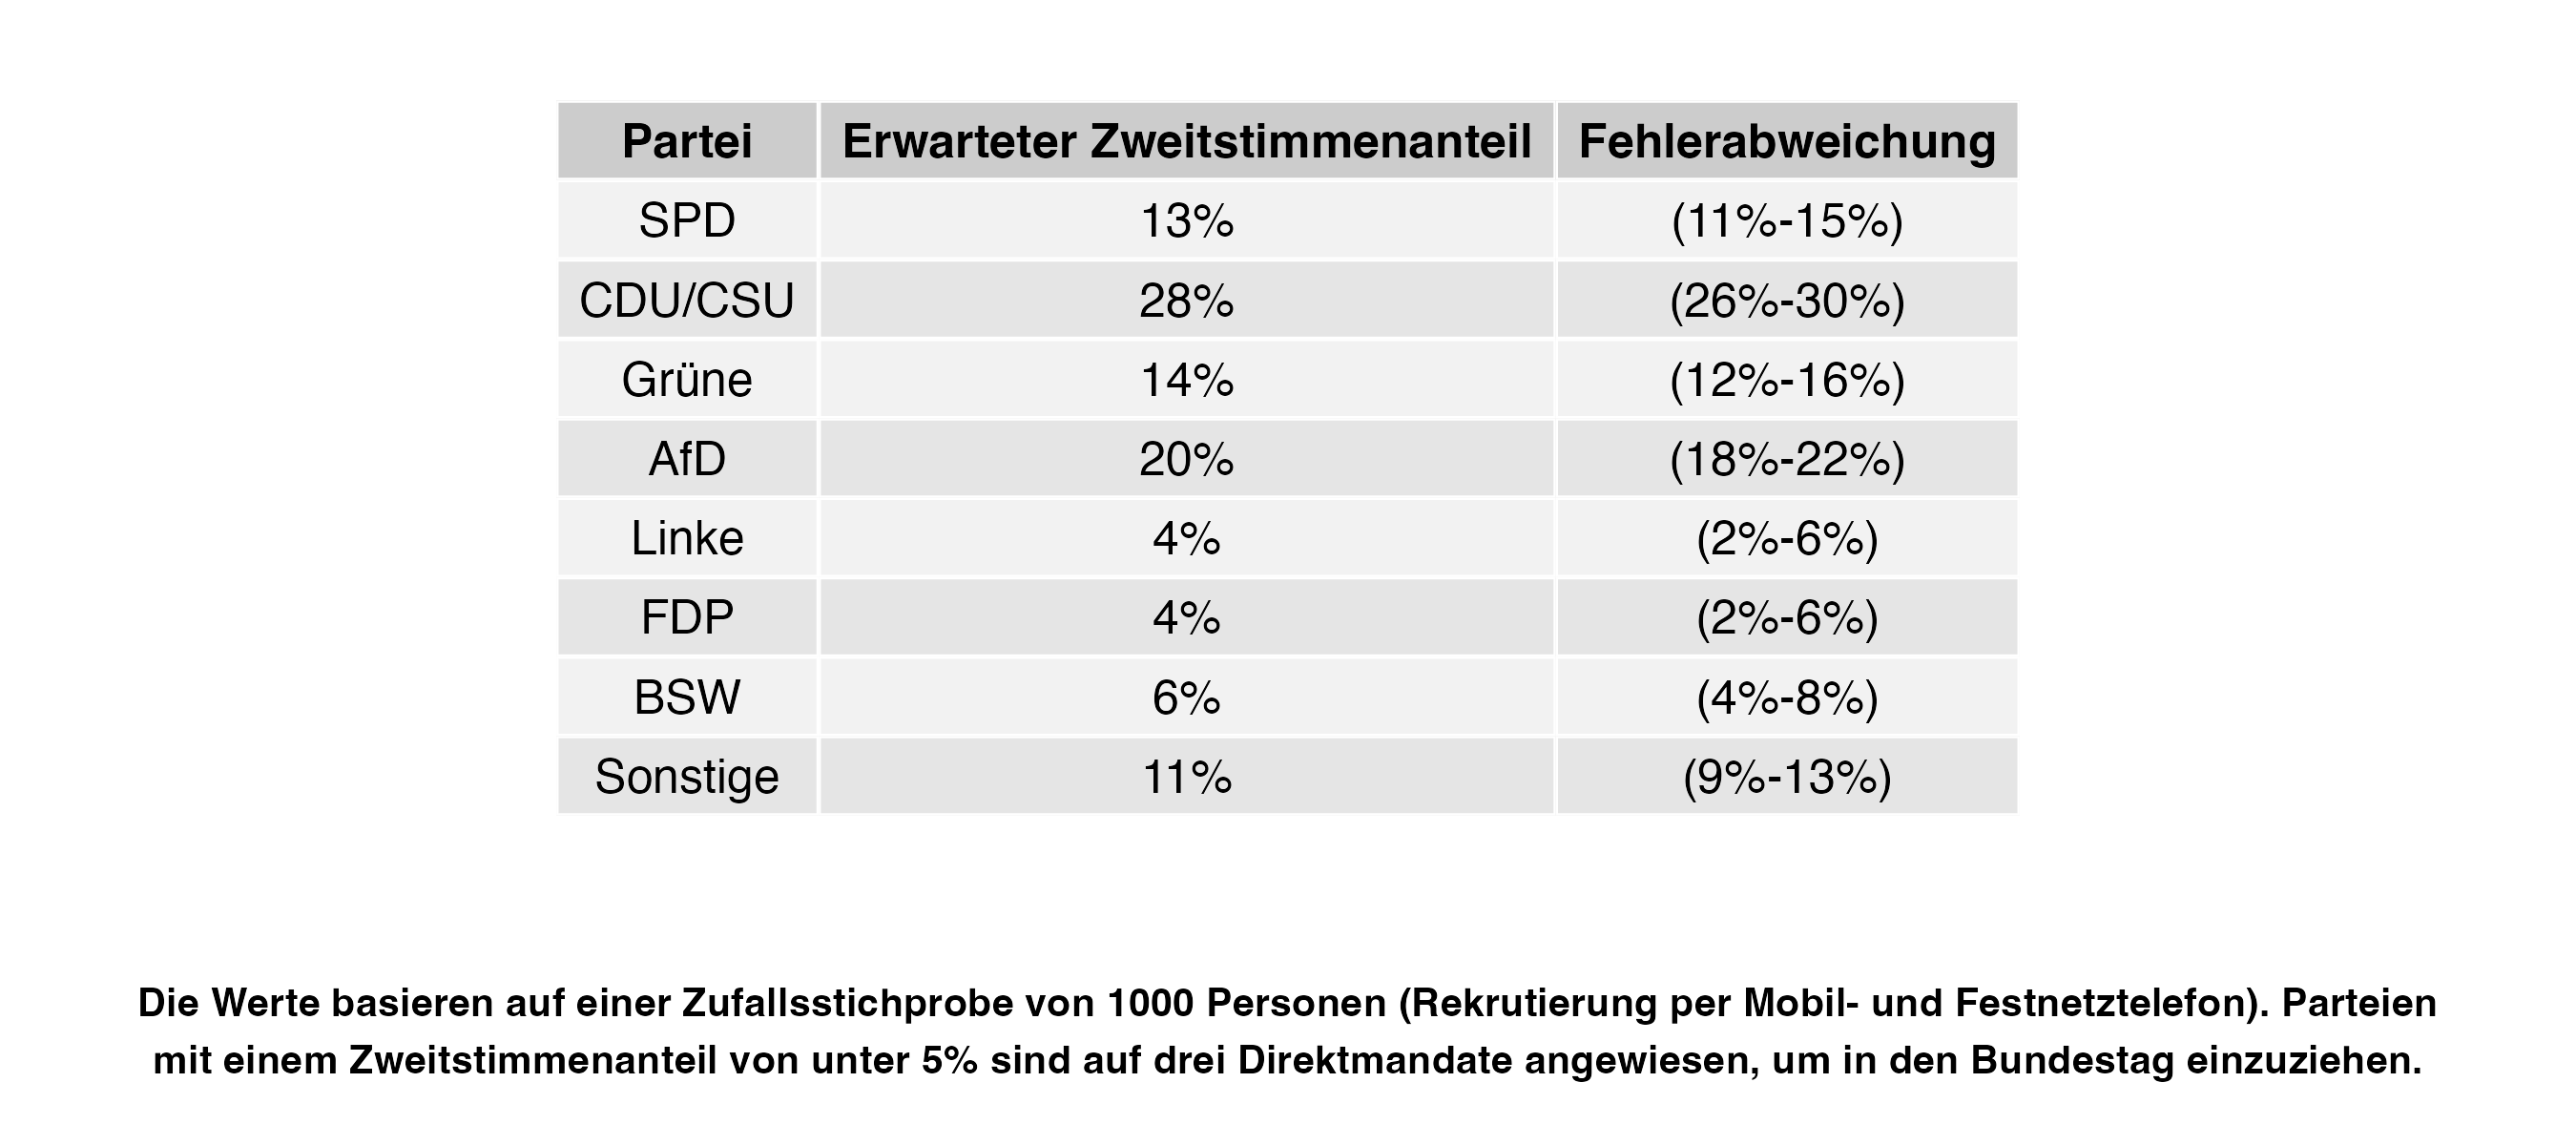 Partei Erwarteter Zweitstimmenanteil Fehlerabweichung
SPD 13% (11%-15%)
CDU/CSU 28% (26%-30%)
Grüne 14% (12%-16%)
AfD 20% (18%-22%)
Linke 4% (2%-6%)
FDP 4% (2%-6%)
BSW 6% (4%-8%)
Sonstige 11% (9%-13%)
Die Werte basieren auf einer Zufallsstichprobe von 1000 Personen (Rekrutierung per Mobil- und Festnetztelefon). Parteien
mit einem Zweitstimmenanteil von unter 5% sind auf drei Direktmandate angewiesen, um in den Bundestag einzuziehen.